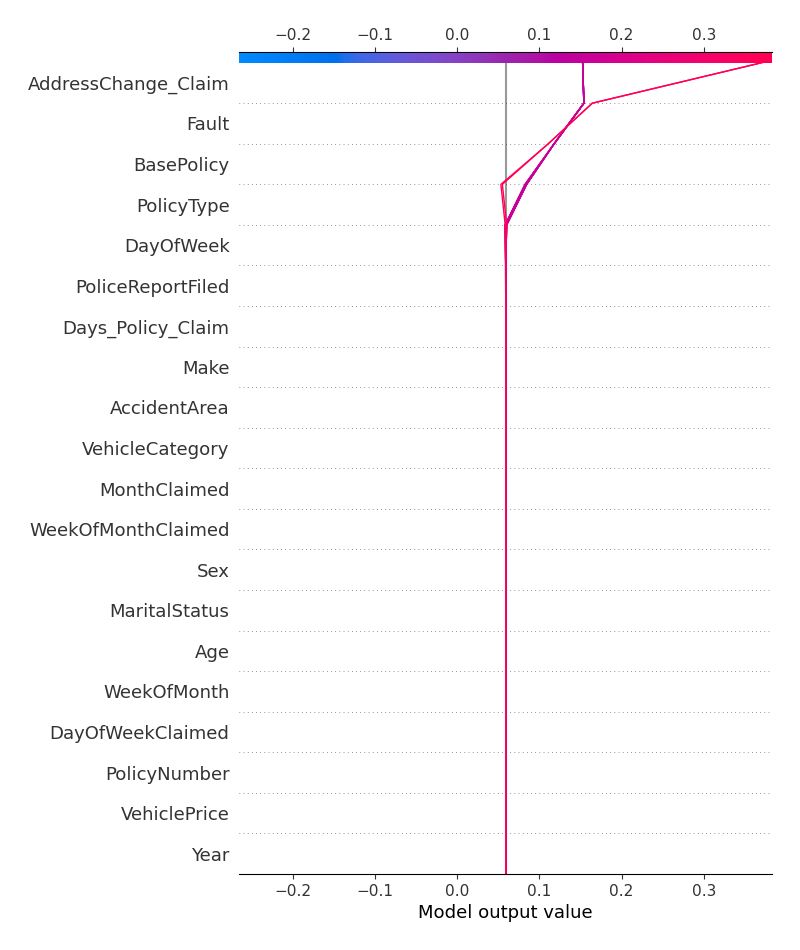 −0.2 −0.1 0.0 0.1 0.2 0.3
AddressChange_Claim
Fault
BasePolicy
PolicyType
DayOfWeek
PoliceReportFiled
Days_Policy_Claim
Make
AccidentArea
VehicleCategory
MonthClaimed
WeekOfMonthClaimed
Sex
MaritalStatus
Age
WeekOfMonth
DayOfWeekClaimed
PolicyNumber
VehiclePrice
Year
−0.2 −0.1 0.0 0.1 0.2 0.3
Model output value